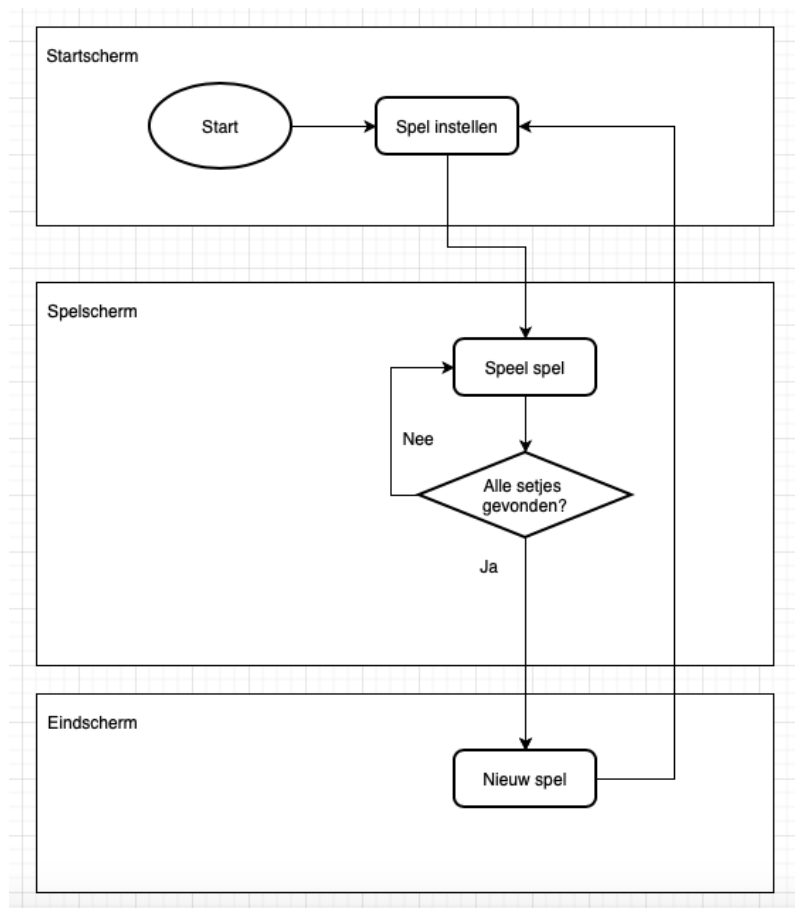 Startscherm
Start
Spel instellen
Spelscherm
Speel spel
Nee
Alle setjes
gevonden?
Ja
Eindscherm
Nieuw spel